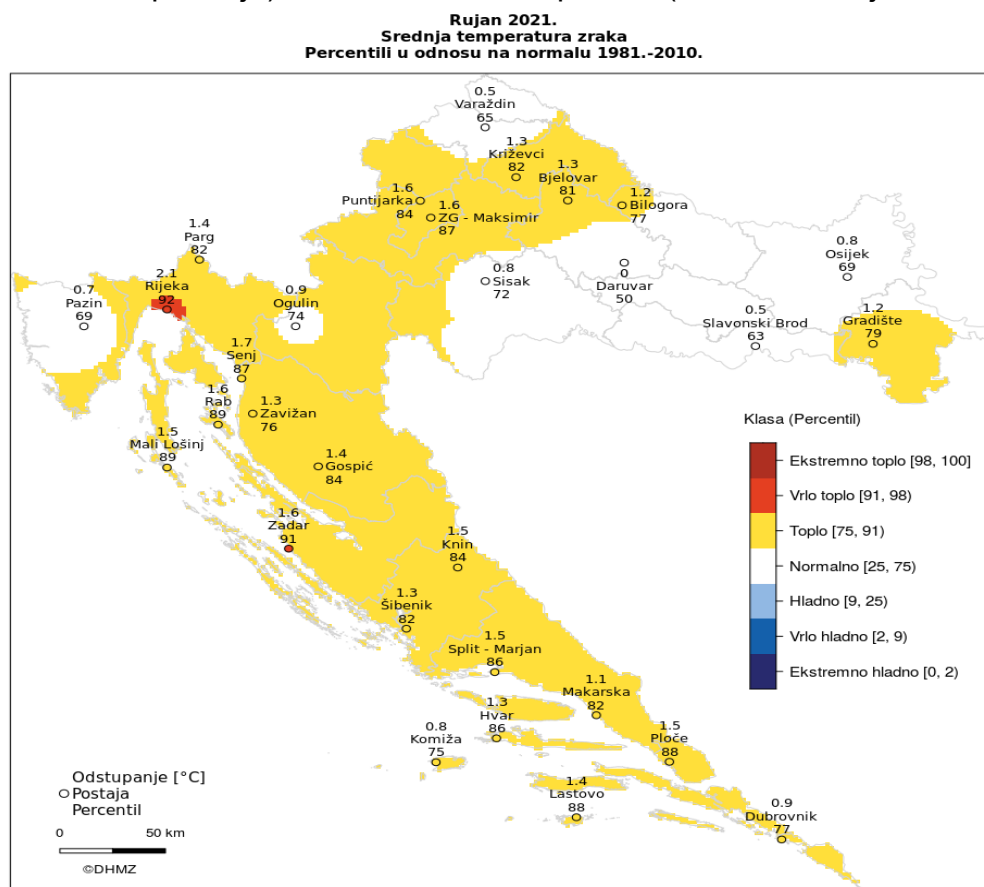 Rujan 2021.
Srednja temperatura zraka
Percentili u odnosu na normalu 1981.-2010.
0.5
Varaždin
65
1.3
Križevci
82
1.3
Bjelovar
81
1.6
Puntijarka
84
1.6
ZG - Maksimir
87
1.2
Bilogora
77
1.4
Parg
82
0.8
Osijek
69
2.1
Rijeka
92
0.8
Sisak
72
0
Daruvar
50
0.7
Pazin
69
0.9
Ogulin
74
0.5
Slavonski Brod
63
1.2
Gradište
79
1.7
Senj
87
1.6
Rab
89
1.3
Zavižan
76
1.5
Mali Lošinj
89
1.4
Gospić
84
1.6
Zadar
91
1.5
Knin
84
1.3
Šibenik
82
1.5
Split - Marjan
86
1.1
Makarska
82
1.3
Hvar
86
0.8
Komiža
75
1.5
Ploče
88
1.4
Lastovo
88
0.9
Dubrovnik
77
Klasa (Percentil)
Ekstremno toplo [98, 100]
Vrlo toplo [91, 98)
Toplo [75, 91)
Normalno [25, 75)
Hladno [9, 25)
Vrlo hladno [2, 9)
Ekstremno hladno [0, 2)
Odstupanje [°C]
Postaja
Percentil
0 50 km
©DHMZ